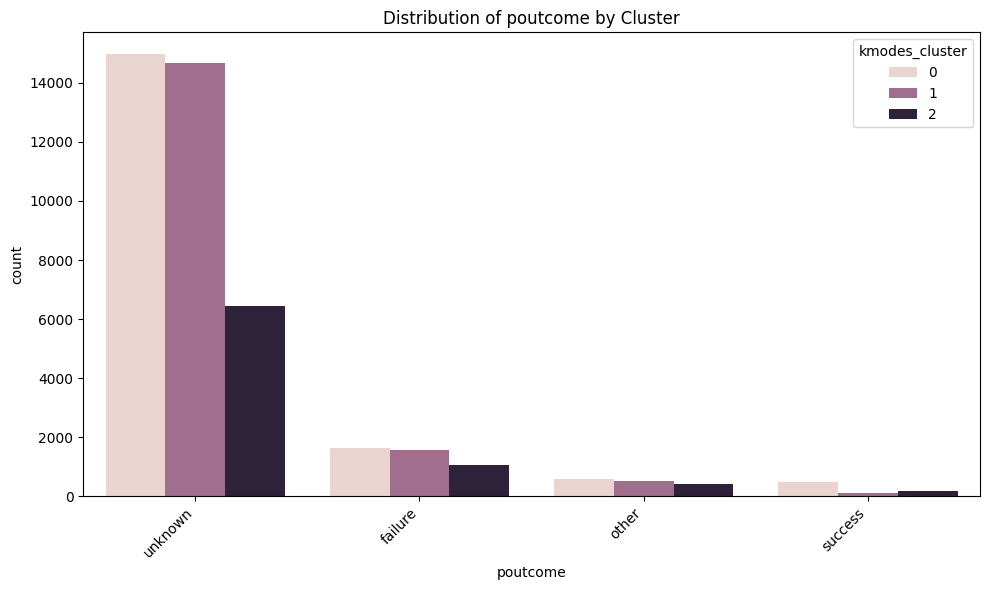 Distribution of poutcome by Cluster
kmodes_cluster
0
1
2
14000
12000
10000
8000
6000
4000
2000
0
count
unknown
failure
other
success
poutcome